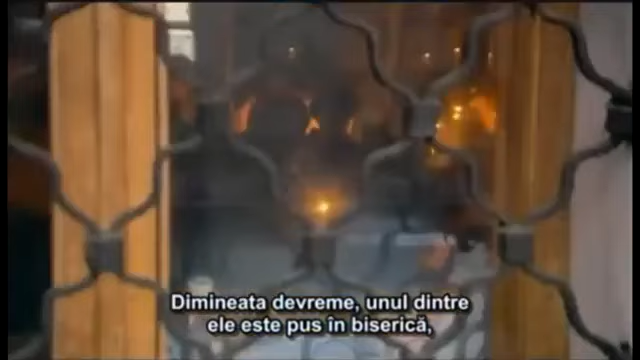 Dimineata devreme, unul dintre
ele este pus în biserică,